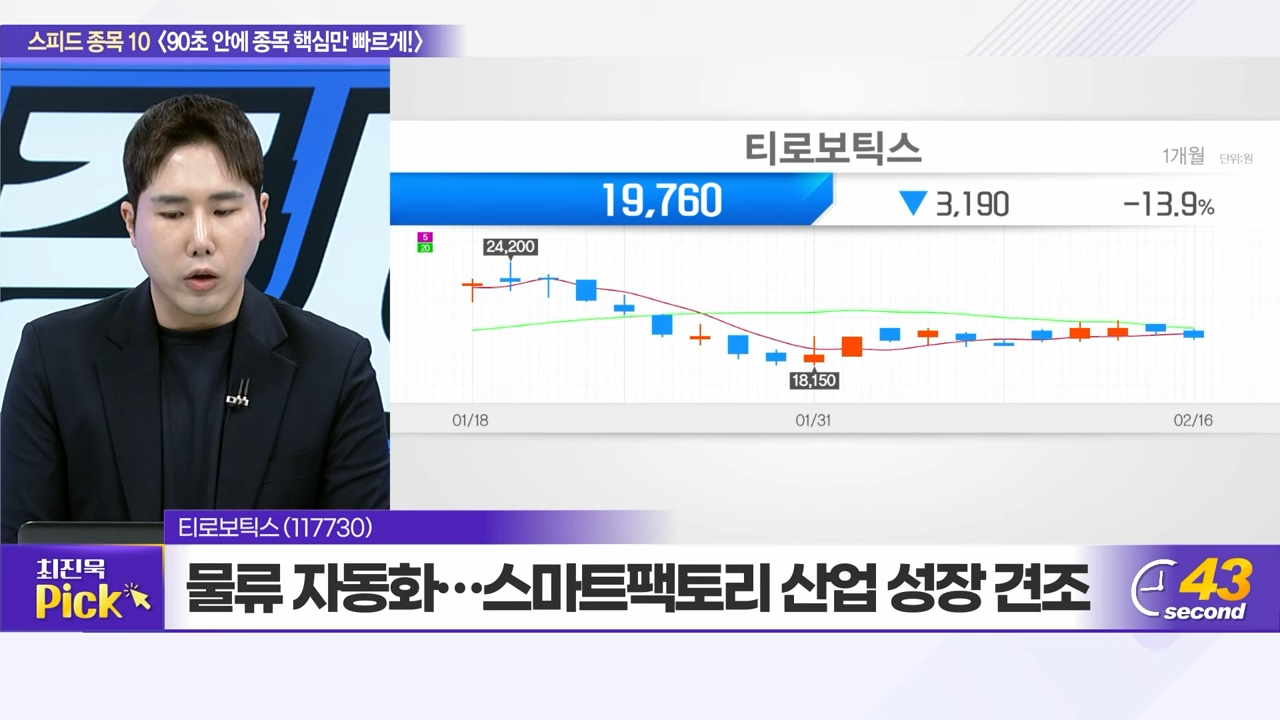 스피드 종목 10 〈90초 안에 종목 핵심만 빠르게!〉
티로보틱스
1개월 단위:원
19,760 ▼ 3,190 -13.9%
5
20
24,200
18,150
01/18 01/31 02/16
티로보틱스 (117730)
최진욱
Pick
물류 자동화…스마트팩토리 산업 성장 견조
43
second